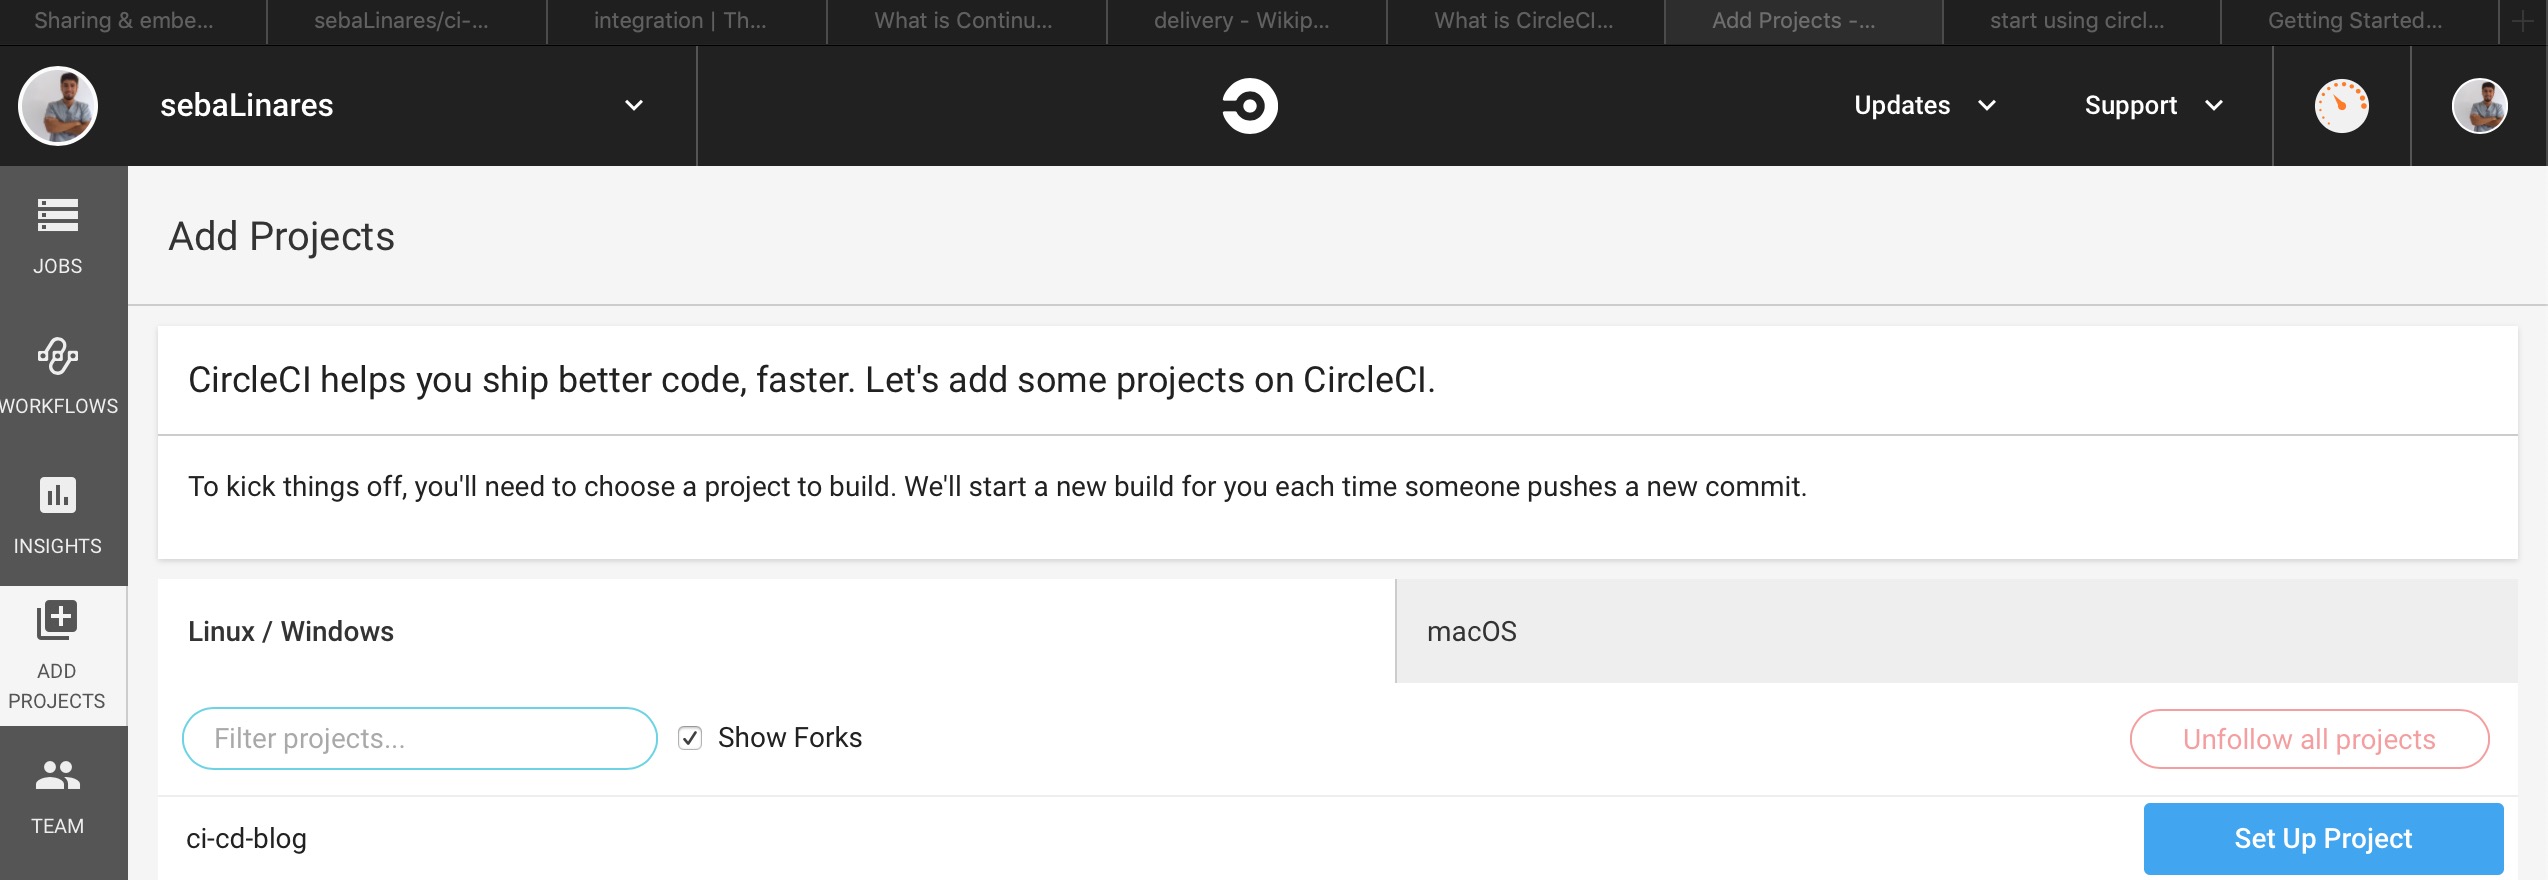 Sharing & embe...
sebaLinares/ci-...
integration | Th...
What is Continu...
delivery - Wikip...
What is CircleCI...
Add Projects -...
start using circl...
Getting Started...
sebaLinares
Updates
Support
JOBS
WORKFLOWS
INSIGHTS
ADD
PROJECTS
TEAM
Add Projects
CircleCI helps you ship better code, faster. Let's add some projects on CircleCI.
To kick things off, you'll need to choose a project to build. We'll start a new build for you each time someone pushes a new commit.
Linux / Windows
macOS
Filter projects...
Show Forks
Unfollow all projects
ci-cd-blog
Set Up Project